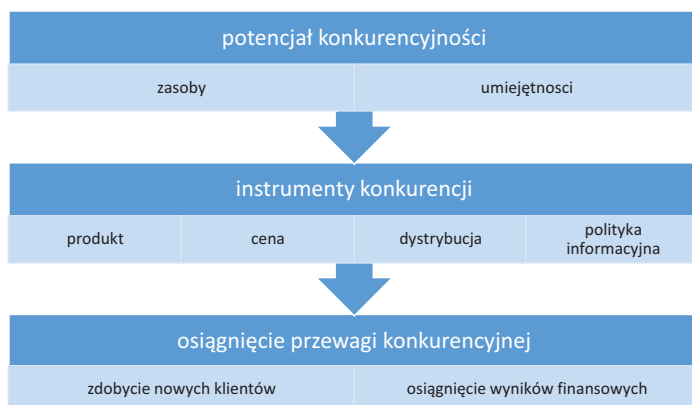 potencjał konkurencyjności
zasoby
umiejętnosci
instrumenty konkurencji
produkt
cena
dystrybucja
polityka
informacyjna
osiągnięcie przewagi konkurencyjnej
zdobycie nowych klientów
osiągnięcie wyników finansowych